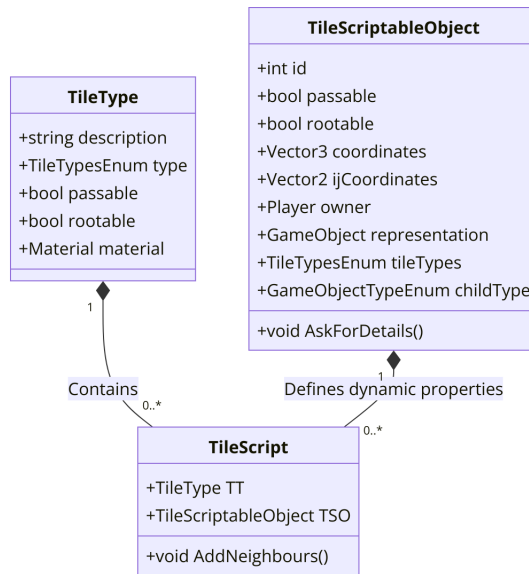 TileScriptableObject
+int id
+bool passable
+bool rootable
+Vector3 coordinates
+Vector2 ijCoordinates
+Player owner
+GameObject representation
+TileTypesEnum tileTypes
+GameObjectTypeEnum childType
+void AskForDetails()
TileType
+string description
+TileTypesEnum type
+bool passable
+bool rootable
+Material material
1
Contains
0..*
1
Defines dynamic properties
0..*
TileScript
+TileType TT
+TileScriptableObject TSO
+void AddNeighbours()